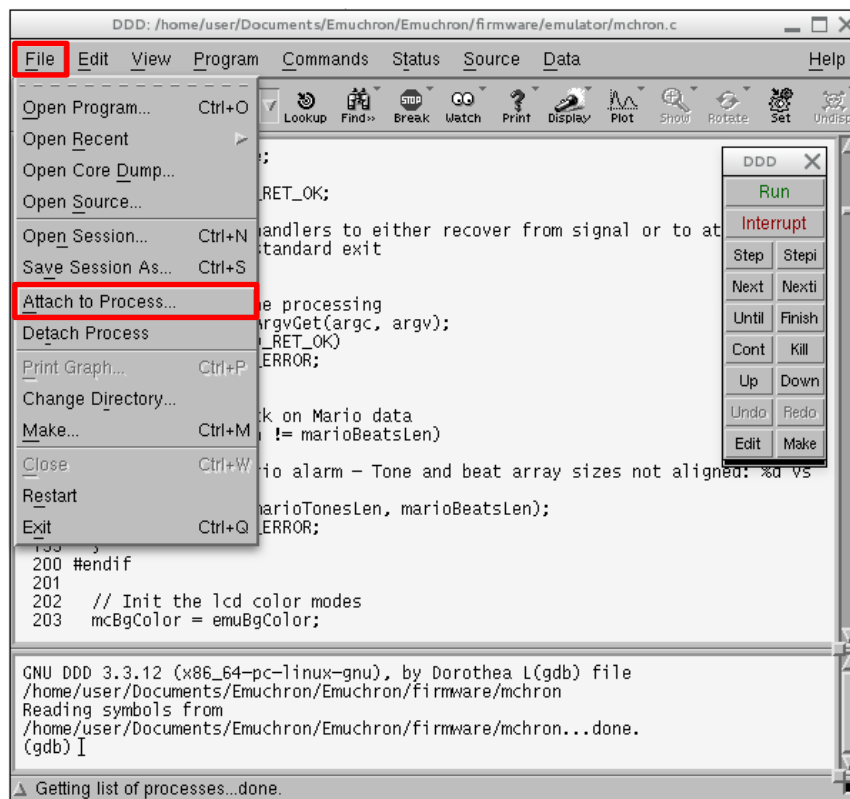 DDD: /home/user/Documents/Emuchron/Emuchron/firmware/emulator/mchron.c
File Edit View Program Commands Status Source Data Help
Lookup Find» Break Watch Print Display Plot Show Rotate Set Undisp
Open Program... Ctrl+O
Open Recent
Open Core Dump...
Open Source...
Open Session... Ctrl+N
Save Session As... Ctrl+S
Attach to Process...
Detach Process
Print Graph... Ctrl+P
Change Directory...
Make... Ctrl+M
Close Ctrl+W
Restart
Exit Ctrl+Q
;
_RET_OK;
andlers to either recover from signal or to at
standard exit
e processing
ArgvGet(argc, argv);
_RET_OK)
_ERROR;
k on Mario data
!= marioBeatsLen)
io alarm – Tone and beat array sizes not aligned: %d vs
marioTonesLen, marioBeatsLen);
_ERROR;
199 }
200 #endif
201
202 // Init the lcd color modes
203 mcBgColor = emuBgColor;
DDD
Run
Interrupt
Step Stepi
Next Nexti
Until Finish
Cont Kill
Up Down
Undo Redo
Edit Make
GNU DDD 3.3.12 (x86_64-pc-linux-gnu), by Dorothea L(gdb) file
/home/user/Documents/Emuchron/Emuchron/firmware/mchron
Reading symbols from
/home/user/Documents/Emuchron/Emuchron/firmware/mchron...done.
(gdb)
Getting list of processes...done.